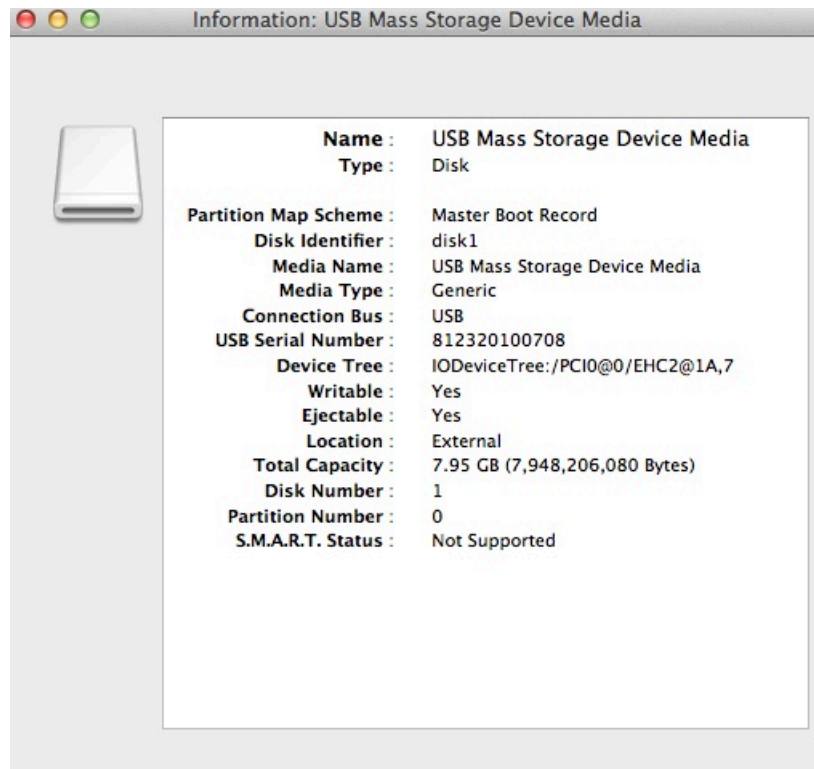 Information: USB Mass Storage Device Media
Name : USB Mass Storage Device Media
Type : Disk
Partition Map Scheme : Master Boot Record
Disk Identifier : disk1
Media Name : USB Mass Storage Device Media
Media Type : Generic
Connection Bus : USB
USB Serial Number : 812320100708
Device Tree : IODeviceTree:/PCI0@0/EHC2@1A,7
Writable : Yes
Ejectable : Yes
Location : External
Total Capacity : 7.95 GB (7,948,206,080 Bytes)
Disk Number : 1
Partition Number : 0
S.M.A.R.T. Status : Not Supported